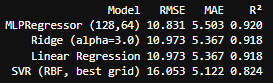 Model RMSE MAE R²
MLPRegressor (128,64) 10.831 5.503 0.920
Ridge (alpha=3.0) 10.973 5.367 0.918
Linear Regression 10.973 5.367 0.918
SVR (RBF, best grid) 16.053 5.122 0.824